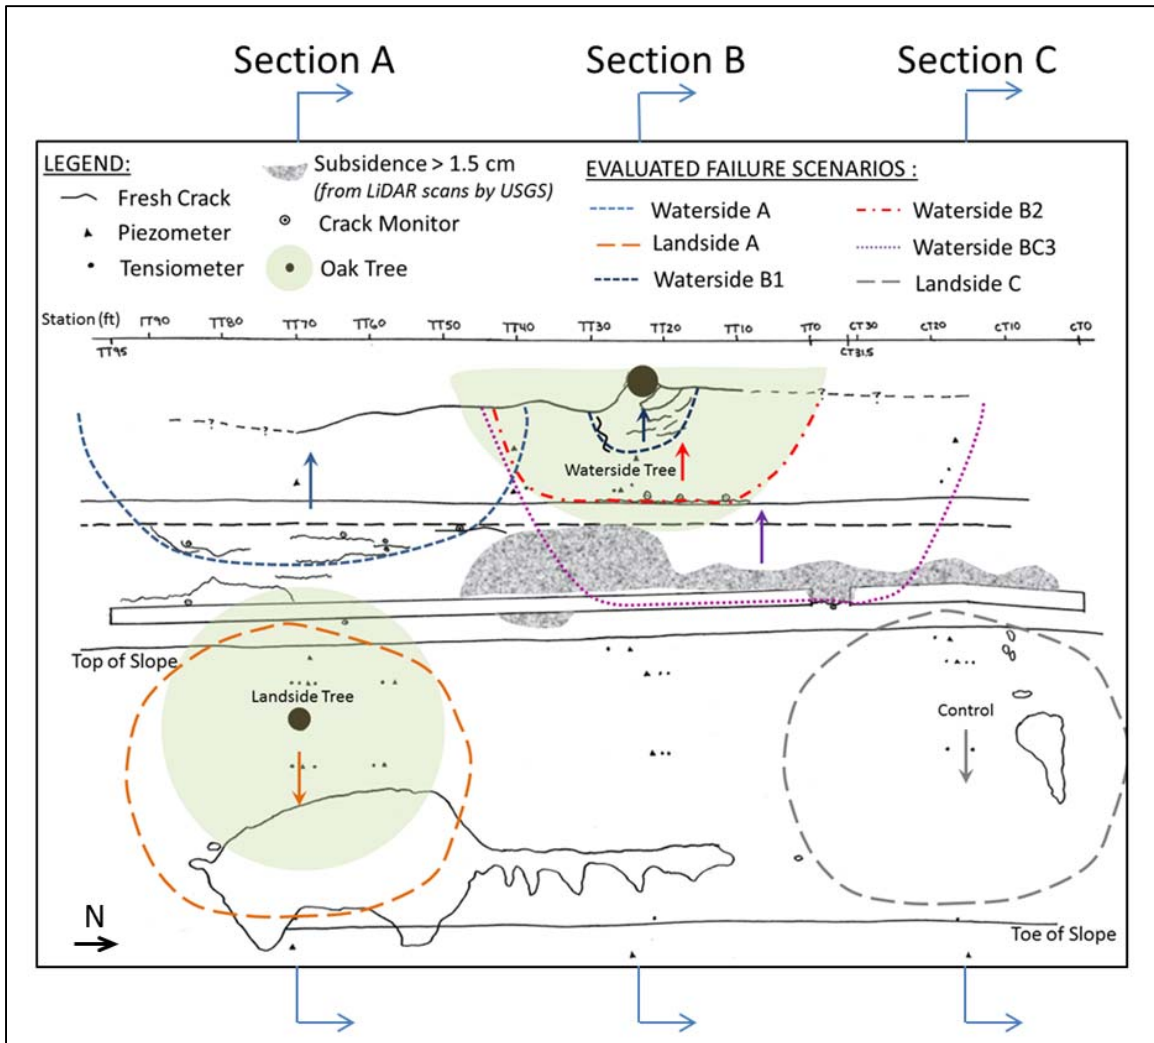 Section A Section B Section C
LEGEND:
Fresh Crack
Piezometer
Tensiometer
Subsidence > 1.5 cm
(from LiDAR scans by USGS)
Crack Monitor
Oak Tree
EVALUATED FAILURE SCENARIOS :
Waterside A
Landside A
Waterside B1
Waterside B2
Waterside BC3
Landside C
Station (ft) TT90 TT80 TT70 TT60 TT50 TT40 TT30 TT20 TT10 TT0 CT30 CT20 CT10 CT0
TT95 CT31.5
? ? ? ?
Waterside Tree
Top of Slope
Landside Tree
Control
N
Toe of Slope